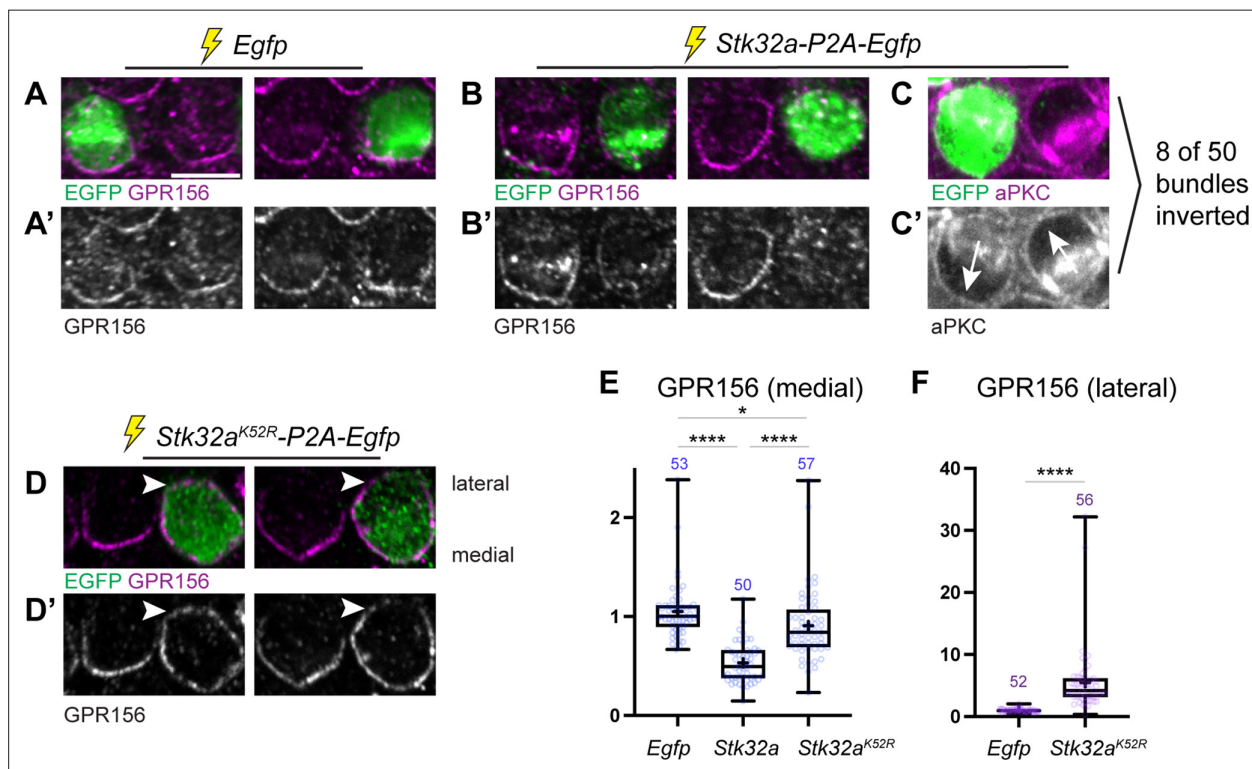 Egfp
Stk32a-P2A-Egfp
A
B
C
EGFP GPR156
EGFP GPR156
EGFP aPKC
8 of 50
bundles
inverted
A'
B'
C'
GPR156
GPR156
aPKC
Stk32aK52R-P2A-Egfp
D
lateral
medial
EGFP GPR156
D'
GPR156
E
GPR156 (medial)
*
**** ****
53
57
50
2
1
0
Egfp
Stk32a
Stk32aK52R
F
GPR156 (lateral)
40
30
20
10
0
****
56
52
Egfp
Stk32aK52R